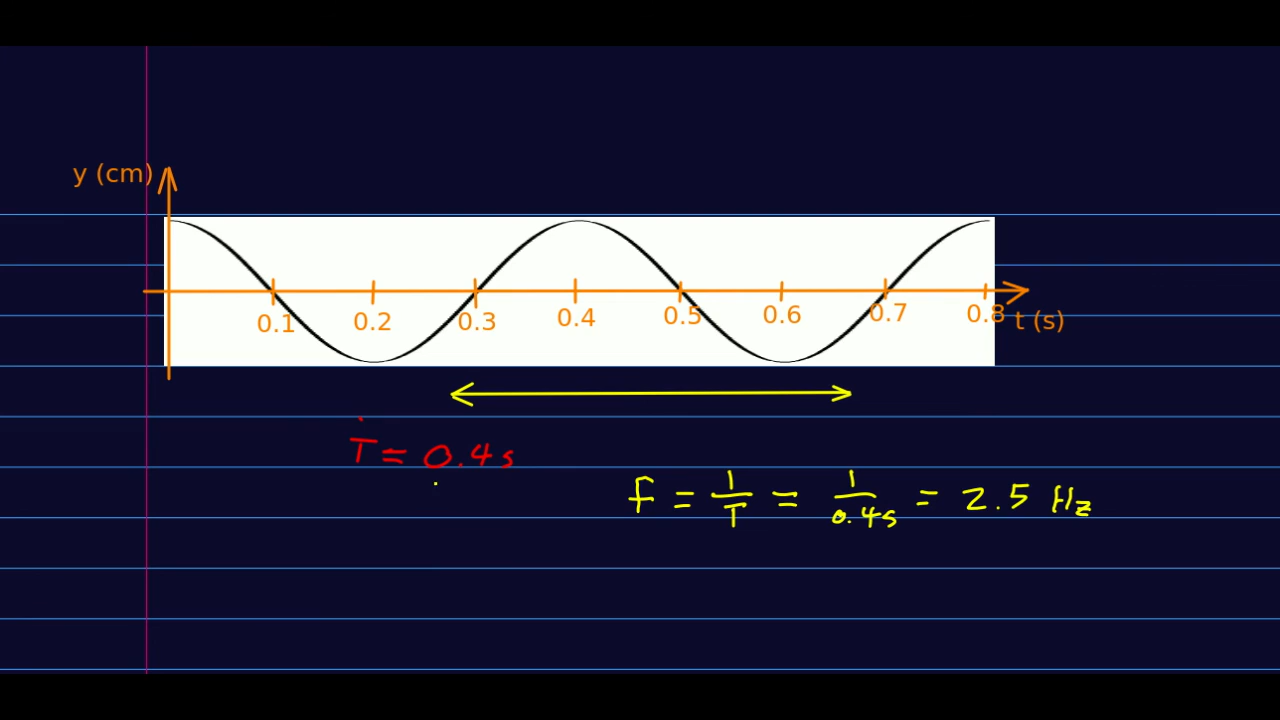 y (cm)
0.1 0.2 0.3 0.4 0.5 0.6 0.7 0.8 t (s)
T = 0.4 s
f = 1/T = 1/0.4s = 2.5 Hz